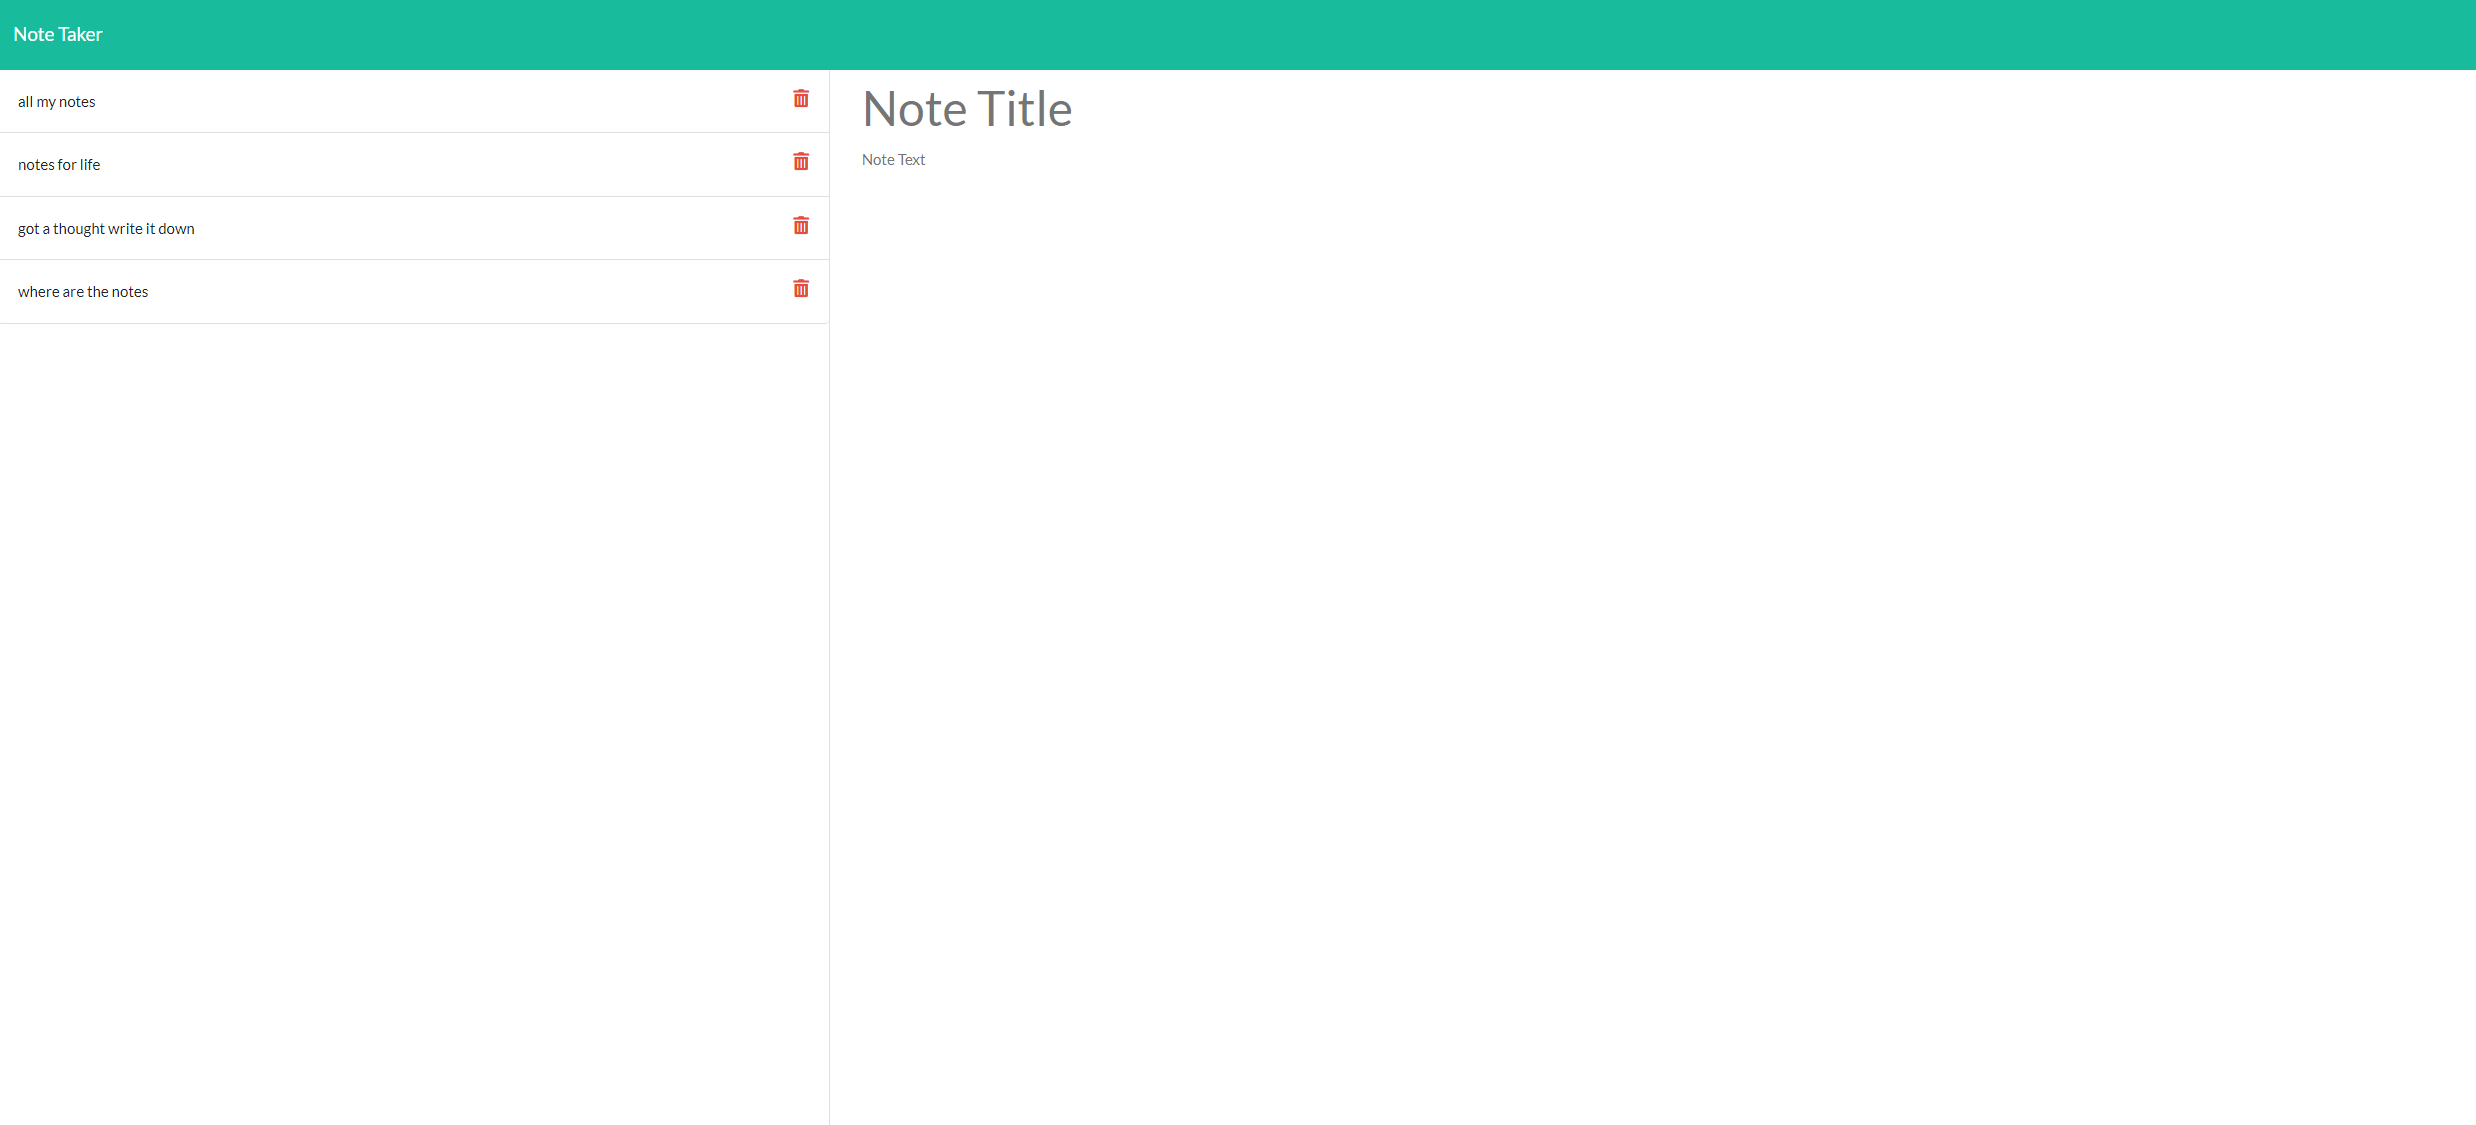 Note Taker
all my notes
notes for life
got a thought write it down
where are the notes
Note Title
Note Text